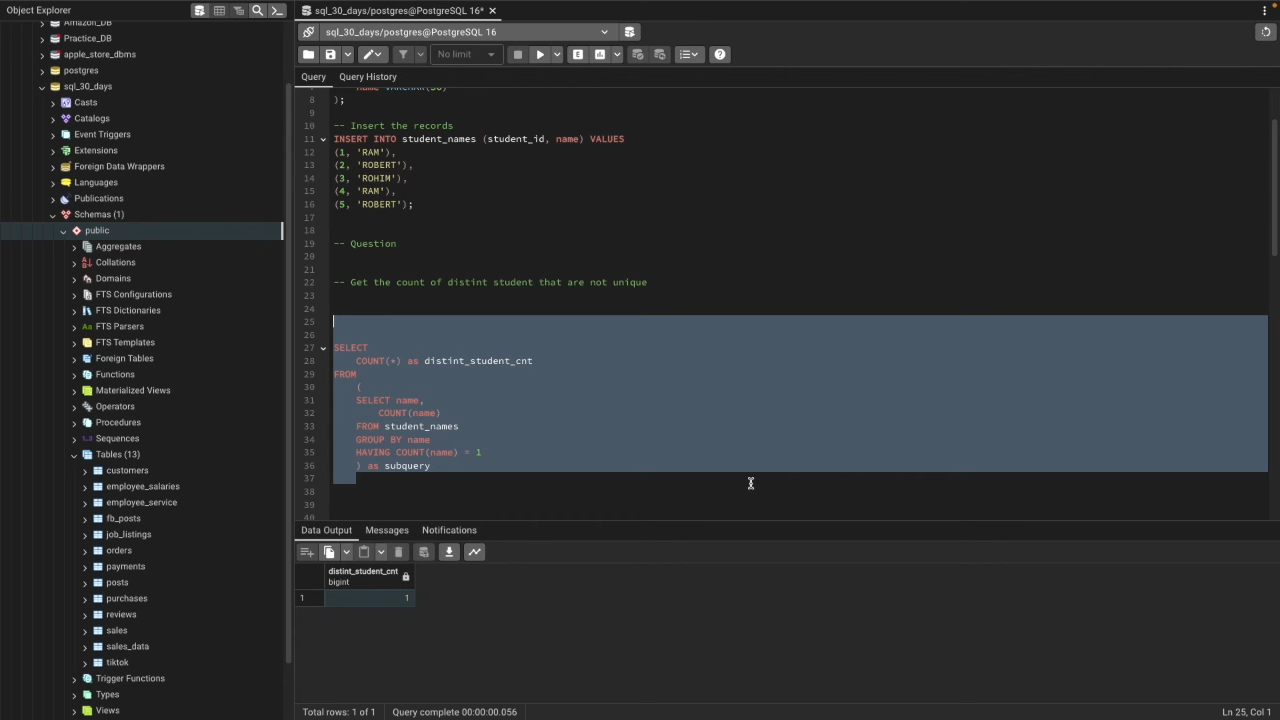 Object Explorer
sql_30_days/postgres@PostgreSQL 16*
Amazon_DB
Practice_DB
apple_store_dbms
postgres
sql_30_days
Casts
Catalogs
Event Triggers
Extensions
Foreign Data Wrappers
Languages
Publications
Schemas (1)
public
Aggregates
Collations
Domains
FTS Configurations
FTS Dictionaries
FTS Parsers
FTS Templates
Foreign Tables
Functions
Materialized Views
Operators
Procedures
Sequences
Tables (13)
customers
employee_salaries
employee_service
fb_posts
job_listings
orders
payments
posts
purchases
reviews
sales
sales_data
tiktok
Trigger Functions
Types
Views
sql_30_days/postgres@PostgreSQL 16
No limit
Query
Query History
name VARCHAR(50)
8 );
9
10 -- Insert the records
11 INSERT INTO student_names (student_id, name) VALUES
12 (1, 'RAM'),
13 (2, 'ROBERT'),
14 (3, 'ROHIM'),
15 (4, 'RAM'),
16 (5, 'ROBERT');
17
18
19 -- Question
20
21
22 -- Get the count of distint student that are not unique
23
24
25
26
27 SELECT
28 COUNT(*) as distint_student_cnt
29 FROM
30 (
31 SELECT name,
32 COUNT(name)
33 FROM student_names
34 GROUP BY name
35 HAVING COUNT(name) = 1
36 ) as subquery
37
38
39
40
Data Output
Messages
Notifications
distint_student_cnt
bigint
1 1
Total rows: 1 of 1
Query complete 00:00:00.056
Ln 25, Col 1